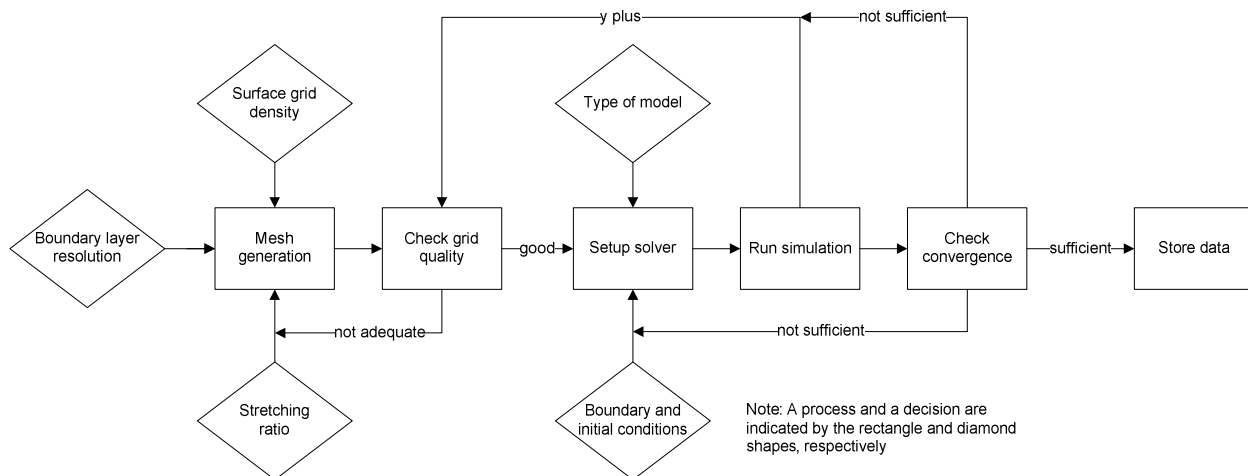 y plus
not sufficient
Surface grid
density
Type of model
Boundary layer
resolution
Mesh
generation
Check grid
quality
good
Setup solver
Run simulation
Check
convergence
sufficient
Store data
not adequate
not sufficient
Stretching
ratio
Boundary and
initial conditions
Note: A process and a decision are
indicated by the rectangle and diamond
shapes, respectively